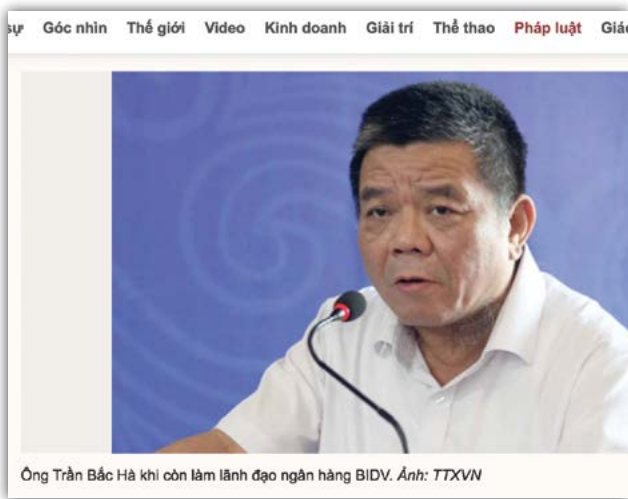 Góc nhìn Thế giới Video Kinh doanh Giải trí Thể thao Pháp luật
Ông Trần Bắc Hà khi còn làm lãnh đạo ngân hàng BIDV. Ảnh: TTXVN